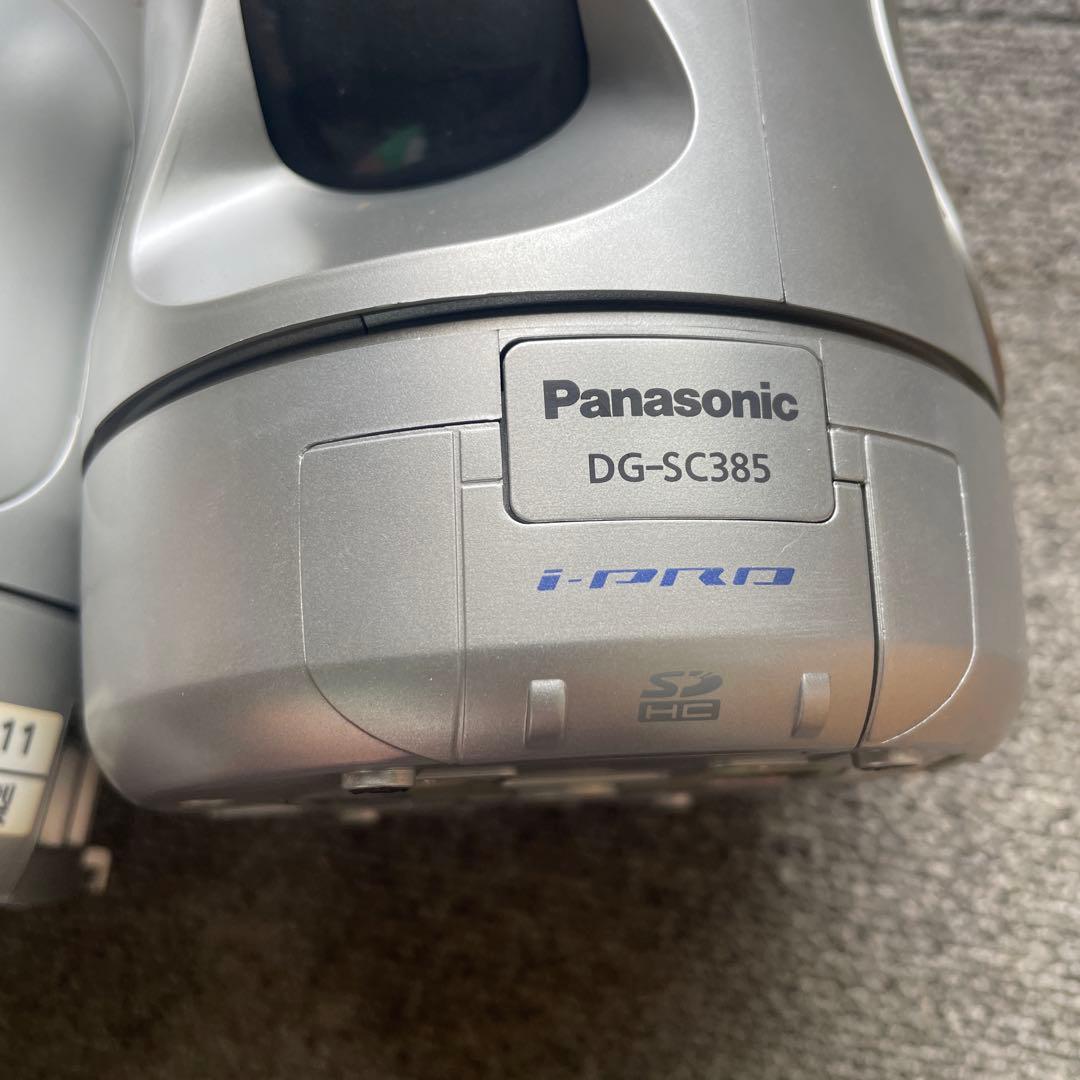 Panasonic
DG-SC385
i-PRO
SD
HC
11